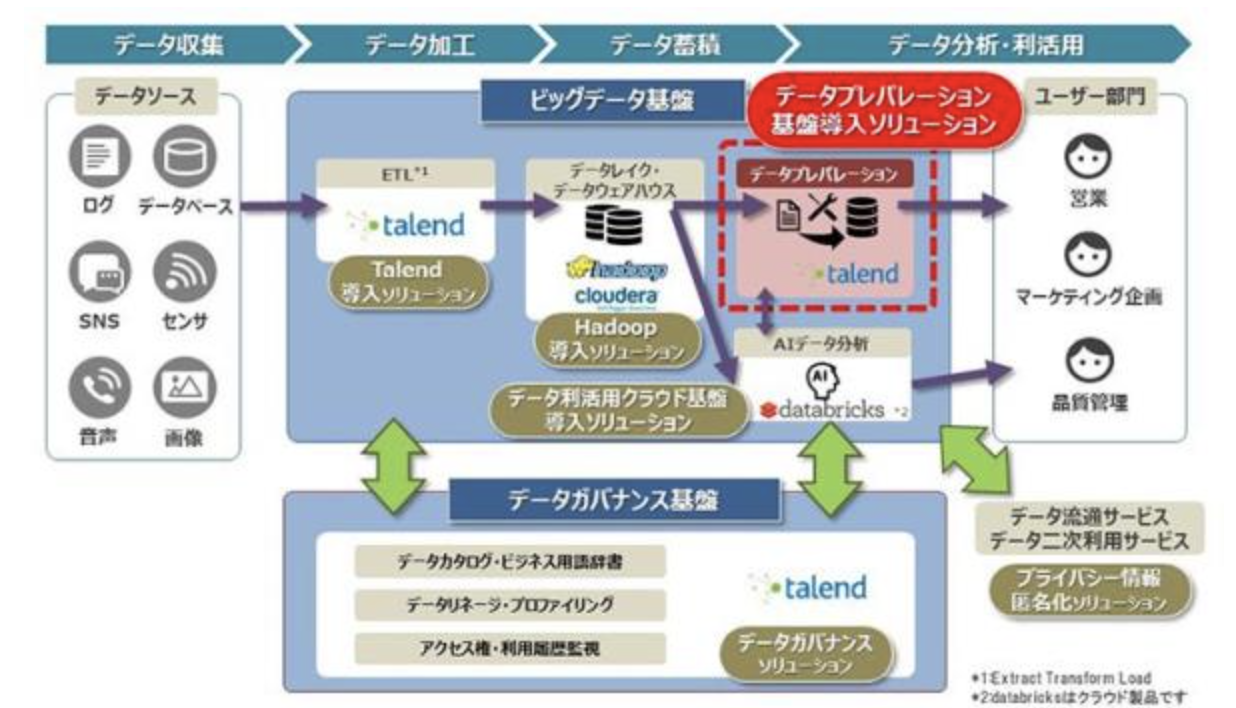 データ収集
データ加工
データ蓄積
データ分析・利活用
データソース
ログ
データベース
SNS
センサ
音声
画像
ビッグデータ基盤
データプレパレーション
基盤導入ソリューション
ETL*1
talend
Talend
導入ソリューション
データレイク・
データウェアハウス
hadoop
cloudera
Hadoop
導入ソリューション
データプレパレーション
talend
AIデータ分析
AI
databricks *2
データ利活用クラウド基盤
導入ソリューション
ユーザー部門
営業
マーケティング企画
品質管理
データガバナンス基盤
データカタログ・ビジネス用語辞書
データリネージ・プロファイリング
アクセス権・利用履歴監視
talend
データガバナンス
ソリューション
データ流通サービス
データ二次利用サービス
プライバシー情報
匿名化ソリューション
*1:Extract Transform Load
*2:databricksはクラウド製品です